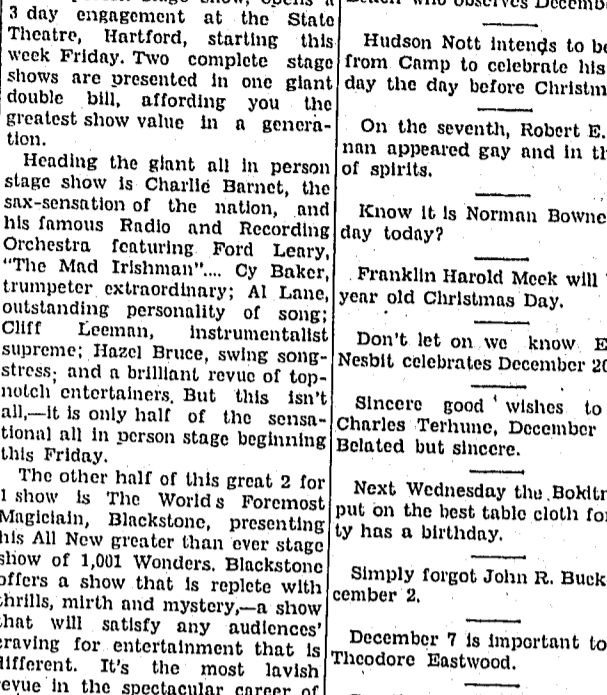 3 day engagement at the State
Theatre, Hartford, starting this
week Friday. Two complete stage
shows are presented in one giant
double bill, affording you the
greatest show value in a genera-
tion.
Heading the giant all in person
stage show is Charlie Barnet, the
sax-sensation of the nation, and
his famous Radio and Recording
Orchestra featuring Ford Leary,
"The Mad Irishman".... Cy Baker,
trumpeter extraordinary; Al Lane,
outstanding personality of song;
Cliff Leeman, instrumentalist
supreme; Hazel Bruce, swing song-
stress; and a brilliant revue of top-
notch entertainers. But this isn't
all,—it is only half of the sensa-
tional all in person stage beginning
this Friday.
The other half of this great 2 for
1 show is The World's Foremost
Magiciain, Blackstone, presenting
his All New greater than ever stage
show of 1,001 Wonders. Blackstone
offers a show that is replete with
thrills, mirth and mystery,—a show
that will satisfy any audiences'
craving for entertainment that is
different. It's the most lavish
revue in the spectacular career of
Hudson Nott intends to be
from Camp to celebrate his
day the day before Christm
On the seventh, Robert E.
nan appeared gay and in th
of spirits.
Know it is Norman Bowne
day today?
Franklin Harold Meek will
year old Christmas Day.
Don't let on we know E
Nesbit celebrates December 20
Sincere good wishes to
Charles Terhune, December
Belated but sincere.
Next Wednesday the Bokitr
put on the best table cloth fo
ty has a birthday.
Simply forgot John R. Buck
cember 2.
December 7 is important to
Theodore Eastwood.